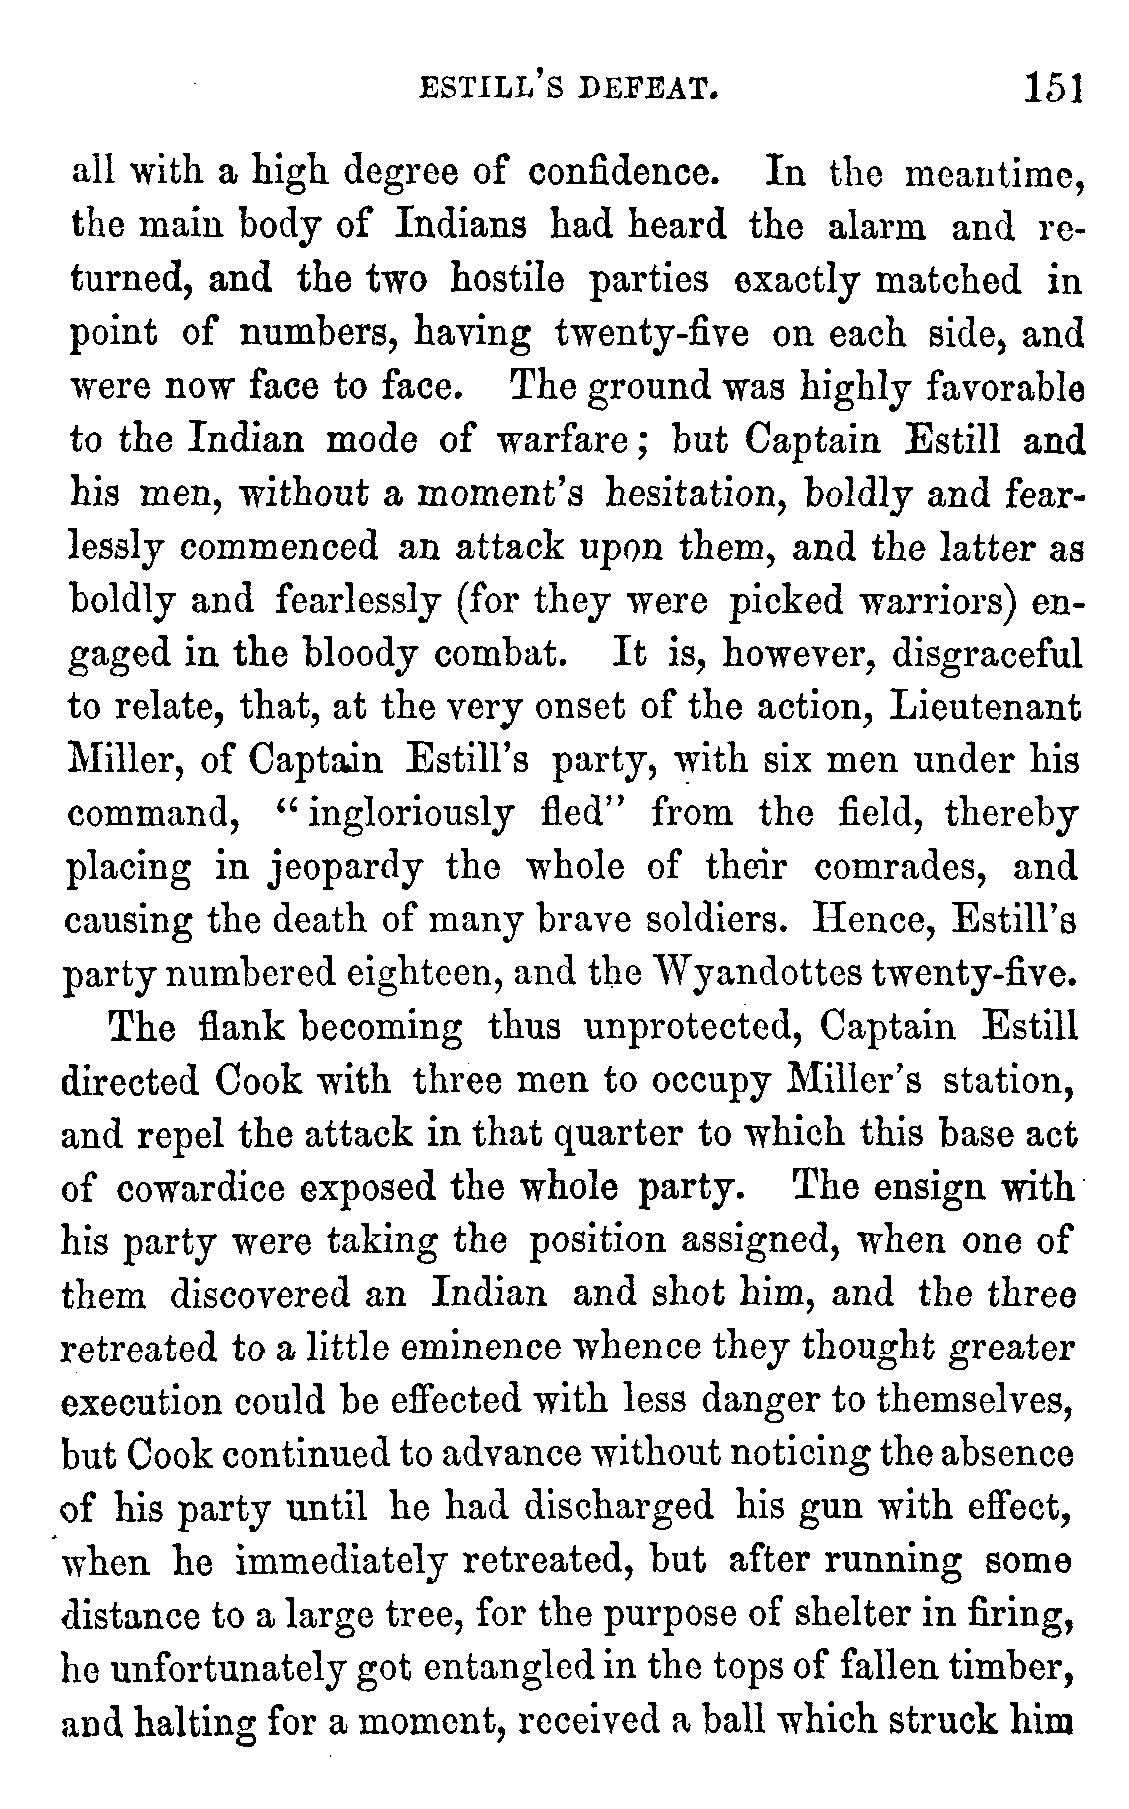 ESTILL'S DEFEAT. 151
all with a high degree of confidence. In the meantime,
the main body of Indians had heard the alarm and re-
turned, and the two hostile parties exactly matched in
point of numbers, having twenty-five on each side, and
were now face to face. The ground was highly favorable
to the Indian mode of warfare; but Captain Estill and
his men, without a moment's hesitation, boldly and fear-
lessly commenced an attack upon them, and the latter as
boldly and fearlessly (for they were picked warriors) en-
gaged in the bloody combat. It is, however, disgraceful
to relate, that, at the very onset of the action, Lieutenant
Miller, of Captain Estill's party, with six men under his
command, "ingloriously fled" from the field, thereby
placing in jeopardy the whole of their comrades, and
causing the death of many brave soldiers. Hence, Estill's
party numbered eighteen, and the Wyandottes twenty-five.
The flank becoming thus unprotected, Captain Estill
directed Cook with three men to occupy Miller's station,
and repel the attack in that quarter to which this base act
of cowardice exposed the whole party. The ensign with
his party were taking the position assigned, when one of
them discovered an Indian and shot him, and the three
retreated to a little eminence whence they thought greater
execution could be effected with less danger to themselves,
but Cook continued to advance without noticing the absence
of his party until he had discharged his gun with effect,
when he immediately retreated, but after running some
distance to a large tree, for the purpose of shelter in firing,
he unfortunately got entangled in the tops of fallen timber,
and halting for a moment, received a ball which struck him